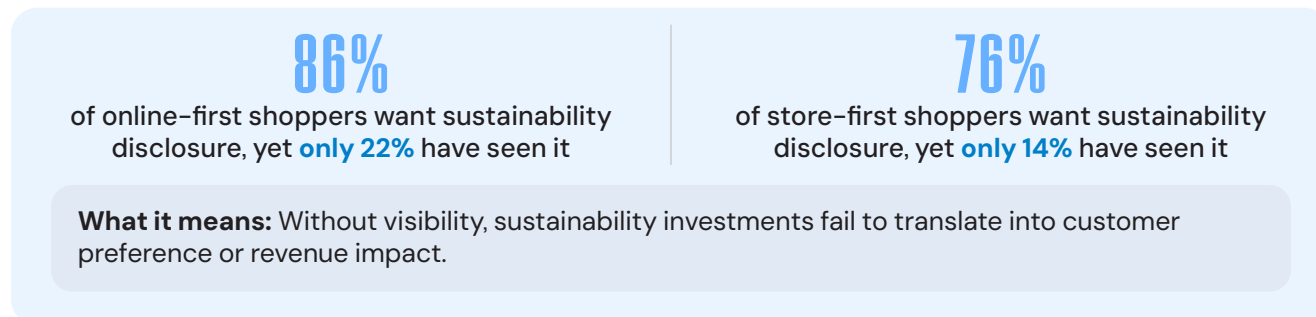 86%
of online-first shoppers want sustainability
disclosure, yet only 22% have seen it
76%
of store-first shoppers want sustainability
disclosure, yet only 14% have seen it
What it means: Without visibility, sustainability investments fail to translate into customer
preference or revenue impact.